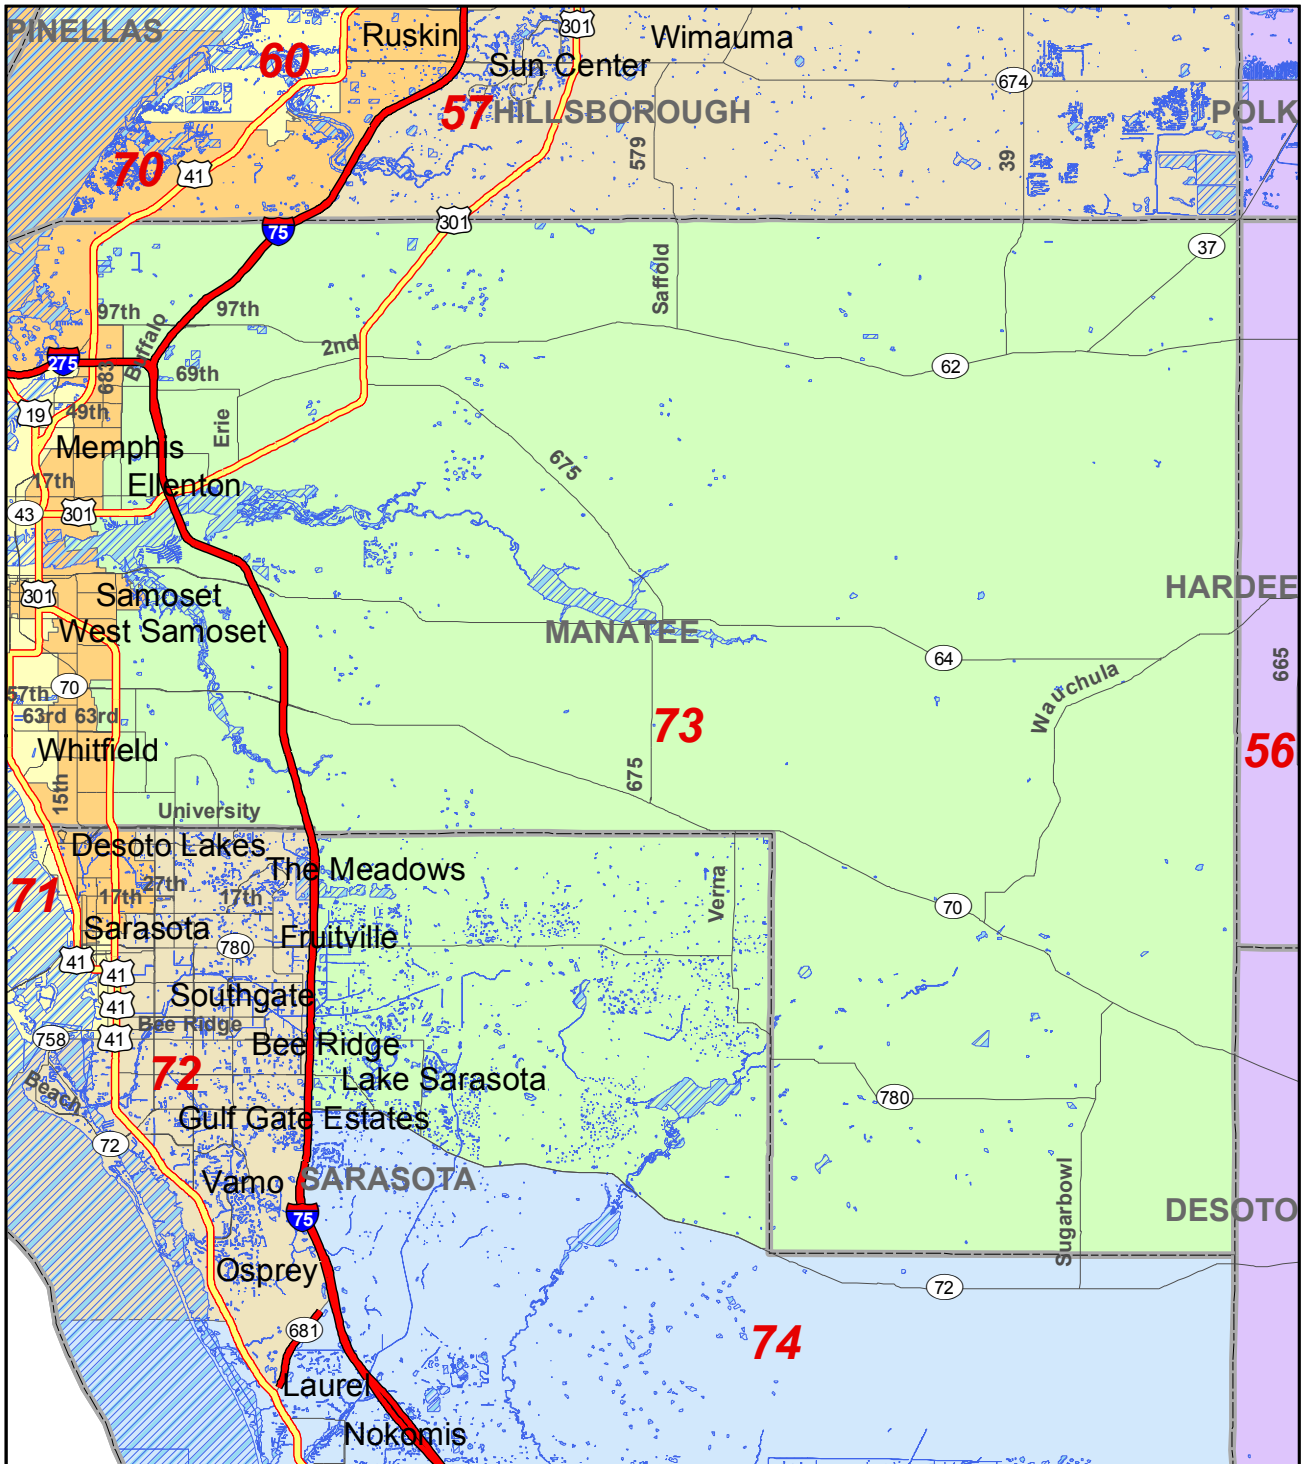 PINELLAS
Ruskin
301
Wimauma
60
Sun Center
674
57
HILLSBOROUGH
POLK
579
39
70
41
301
75
37
Saffold
97th
97th
Buffalo
2nd
275
683
69th
62
19
49th
Erie
Memphis
675
17th
Ellenton
43
301
HARDEE
301
Samoset
West Samoset
MANATEE
64
665
57th
70
Wauchula
63rd
63rd
73
Whitfield
56
675
15th
University
Desoto Lakes
The Meadows
71
27th
17th
17th
Verna
70
Sarasota
780
Fruitville
41
41
Southgate
41
Bee Ridge
758
41
Bee Ridge
72
Lake Sarasota
Beach
780
Gulf Gate Estates
72
Vamo
SARASOTA
Sugarbowl
DESOTO
75
Osprey
72
681
74
Laurel
Nokomis